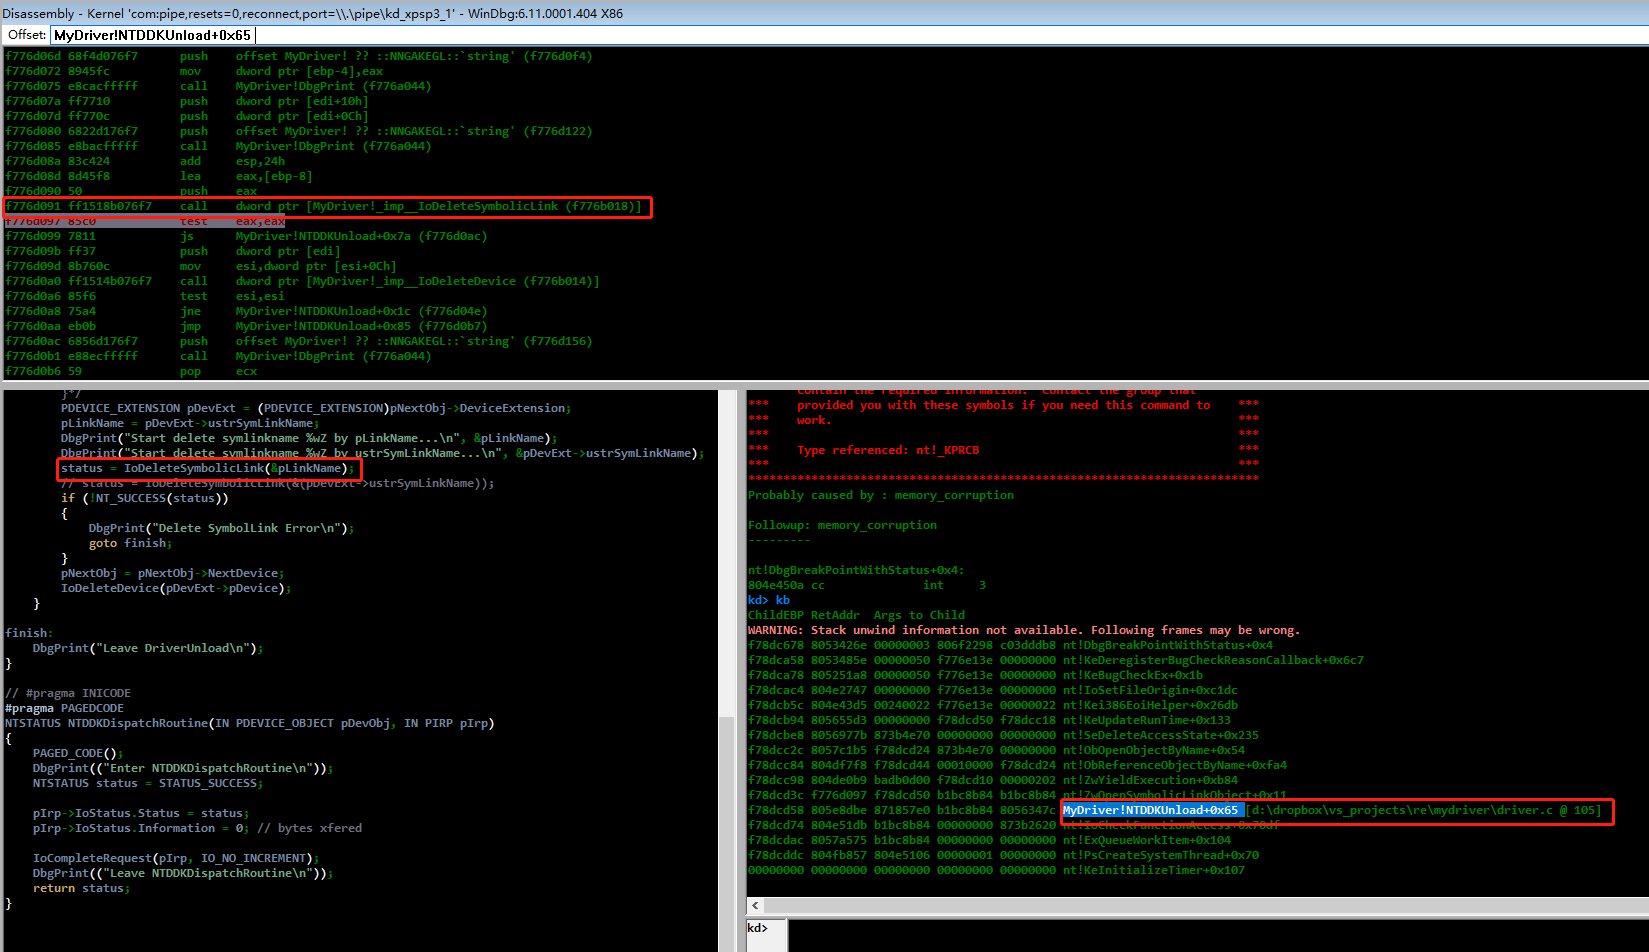 Disassembly - Kernel 'com:pipe,resets=0,reconnect,port=\\.\pipe\kd_xpsp3_1' - WinDbg:6.11.0001.404 X86
Offset: MyDriver!NTDDKUnload+0x65
f776d06d 68f4d076f7 push offset MyDriver! ?? ::NNGAKEGL::`string' (f776d0f4)
f776d072 8945fc mov dword ptr [ebp-4],eax
f776d075 e8cacfffff call MyDriver!DbgPrint (f776a044)
f776d07a ff7710 push dword ptr [edi+10h]
f776d07d ff770c push dword ptr [edi+0Ch]
f776d080 6822d176f7 push offset MyDriver! ?? ::NNGAKEGL::`string' (f776d122)
f776d085 e8bacfffff call MyDriver!DbgPrint (f776a044)
f776d08a 83c424 add esp,24h
f776d08d 8d45f8 lea eax,[ebp-8]
f776d090 50 push eax
f776d091 ff1518b076f7 call dword ptr [MyDriver!_imp__IoDeleteSymbolicLink (f776b018)]
f776d097 85c0 test eax,eax
f776d099 7811 js MyDriver!NTDDKUnload+0x7a (f776d0ac)
f776d09b ff37 push dword ptr [edi]
f776d09d 8b760c mov esi,dword ptr [esi+0Ch]
f776d0a0 ff1514b076f7 call dword ptr [MyDriver!_imp__IoDeleteDevice (f776b014)]
f776d0a6 85f6 test esi,esi
f776d0a8 75a4 jne MyDriver!NTDDKUnload+0x1c (f776d04e)
f776d0aa eb0b jmp MyDriver!NTDDKUnload+0x85 (f776d0b7)
f776d0ac 6856d176f7 push offset MyDriver! ?? ::NNGAKEGL::`string' (f776d156)
f776d0b1 e88ecfffff call MyDriver!DbgPrint (f776a044)
f776d0b6 59 pop ecx
}*/
PDEVICE_EXTENSION pDevExt = (PDEVICE_EXTENSION)pNextObj->DeviceExtension;
pLinkName = pDevExt->ustrSymLinkName;
DbgPrint("Start delete symlinkname %wZ by pLinkName...\n", &pLinkName);
DbgPrint("Start delete symlinkname %wZ by ustrSymLinkName...\n", &pDevExt->ustrSymLinkName);
status = IoDeleteSymbolicLink(&pLinkName);
// status = IoDeleteSymbolicLink(&(pDevExt->ustrSymLinkName));
if (!NT_SUCCESS(status))
{
DbgPrint("Delete SymbolLink Error\n");
goto finish;
}
pNextObj = pNextObj->NextDevice;
IoDeleteDevice(pDevExt->pDevice);
}
finish:
DbgPrint("Leave DriverUnload\n");
}
// #pragma INICODE
#pragma PAGEDCODE
NTSTATUS NTDDKDispatchRoutine(IN PDEVICE_OBJECT pDevObj, IN PIRP pIrp)
{
PAGED_CODE();
DbgPrint(("Enter NTDDKDispatchRoutine\n"));
NTSTATUS status = STATUS_SUCCESS;
pIrp->IoStatus.Status = status;
pIrp->IoStatus.Information = 0; // bytes xfered
IoCompleteRequest(pIrp, IO_NO_INCREMENT);
DbgPrint(("Leave NTDDKDispatchRoutine\n"));
return status;
}
contain the required information. Contact the group that
*** provided you with these symbols if you need this command to ***
*** work. ***
*** ***
*** Type referenced: nt!_KPRCB ***
*** ***
*************************************************************************
Probably caused by : memory_corruption
Followup: memory_corruption
---------
nt!DbgBreakPointWithStatus+0x4:
804e450a cc int 3
kd> kb
ChildEBP RetAddr Args to Child
WARNING: Stack unwind information not available. Following frames may be wrong.
f78dc678 8053426e 00000003 806f2298 c03dddb8 nt!DbgBreakPointWithStatus+0x4
f78dca58 8053485e 00000050 f776e13e 00000000 nt!KeDeregisterBugCheckReasonCallback+0x6c7
f78dca78 805251a8 00000050 f776e13e 00000000 nt!KeBugCheckEx+0x1b
f78dcac4 804e2747 00000000 f776e13e 00000000 nt!IoSetFileOrigin+0xc1dc
f78dcb5c 804e43d5 00240022 f776e13e 00000022 nt!Kei386EoiHelper+0x26db
f78dcb94 805655d3 00000000 f78dcd50 f78dcc18 nt!KeUpdateRunTime+0x133
f78dcbe8 8056977b 873b4e70 00000000 00000000 nt!SeDeleteAccessState+0x235
f78dcc2c 8057c1b5 f78dcd24 873b4e70 00000000 nt!ObOpenObjectByName+0x54
f78dcc84 804df7f8 f78dcd44 00010000 f78dcd24 nt!ObReferenceObjectByName+0xfa4
f78dcc98 804de0b9 badb0d00 f78dcd10 00000202 nt!ZwYieldExecution+0xb84
f78dcd3c f776d097 f78dcd50 b1bc8b84 b1bc8b84 nt!ZwOpenSymbolicLinkObject+0x11
f78dcd58 805e8dbe 871857e0 b1bc8b84 8056347c MyDriver!NTDDKUnload+0x65 [d:\dropbox\vs_projects\re\mydriver\driver.c @ 105]
f78dcd74 804e51db b1bc8b84 00000000 873b2620 nt!IoCheckFunctionAccess+0x70df
f78dcdac 8057a575 b1bc8b84 00000000 00000000 nt!ExQueueWorkItem+0x104
f78dcddc 804fb857 804e5106 00000001 00000000 nt!PsCreateSystemThread+0x70
00000000 00000000 00000000 00000000 00000000 nt!KeInitializeTimer+0x107
kd>